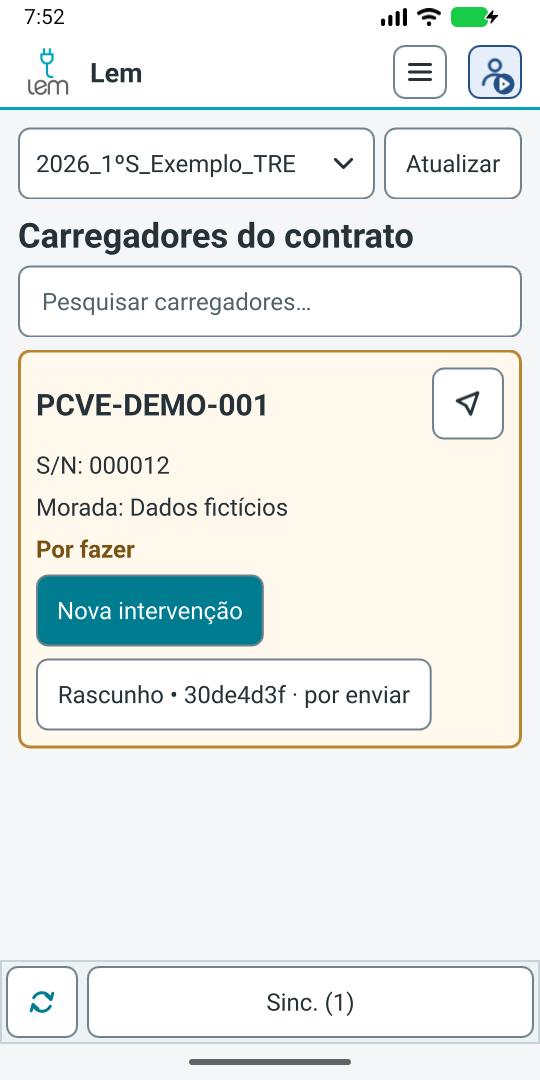 7:52
lem
Lem
2026_1ºS_Exemplo_TRE
Atualizar
Carregadores do contrato
Pesquisar carregadores…
PCVE-DEMO-001
S/N: 000012
Morada: Dados fictícios
Por fazer
Nova intervenção
Rascunho • 30de4d3f · por enviar
Sinc. (1)